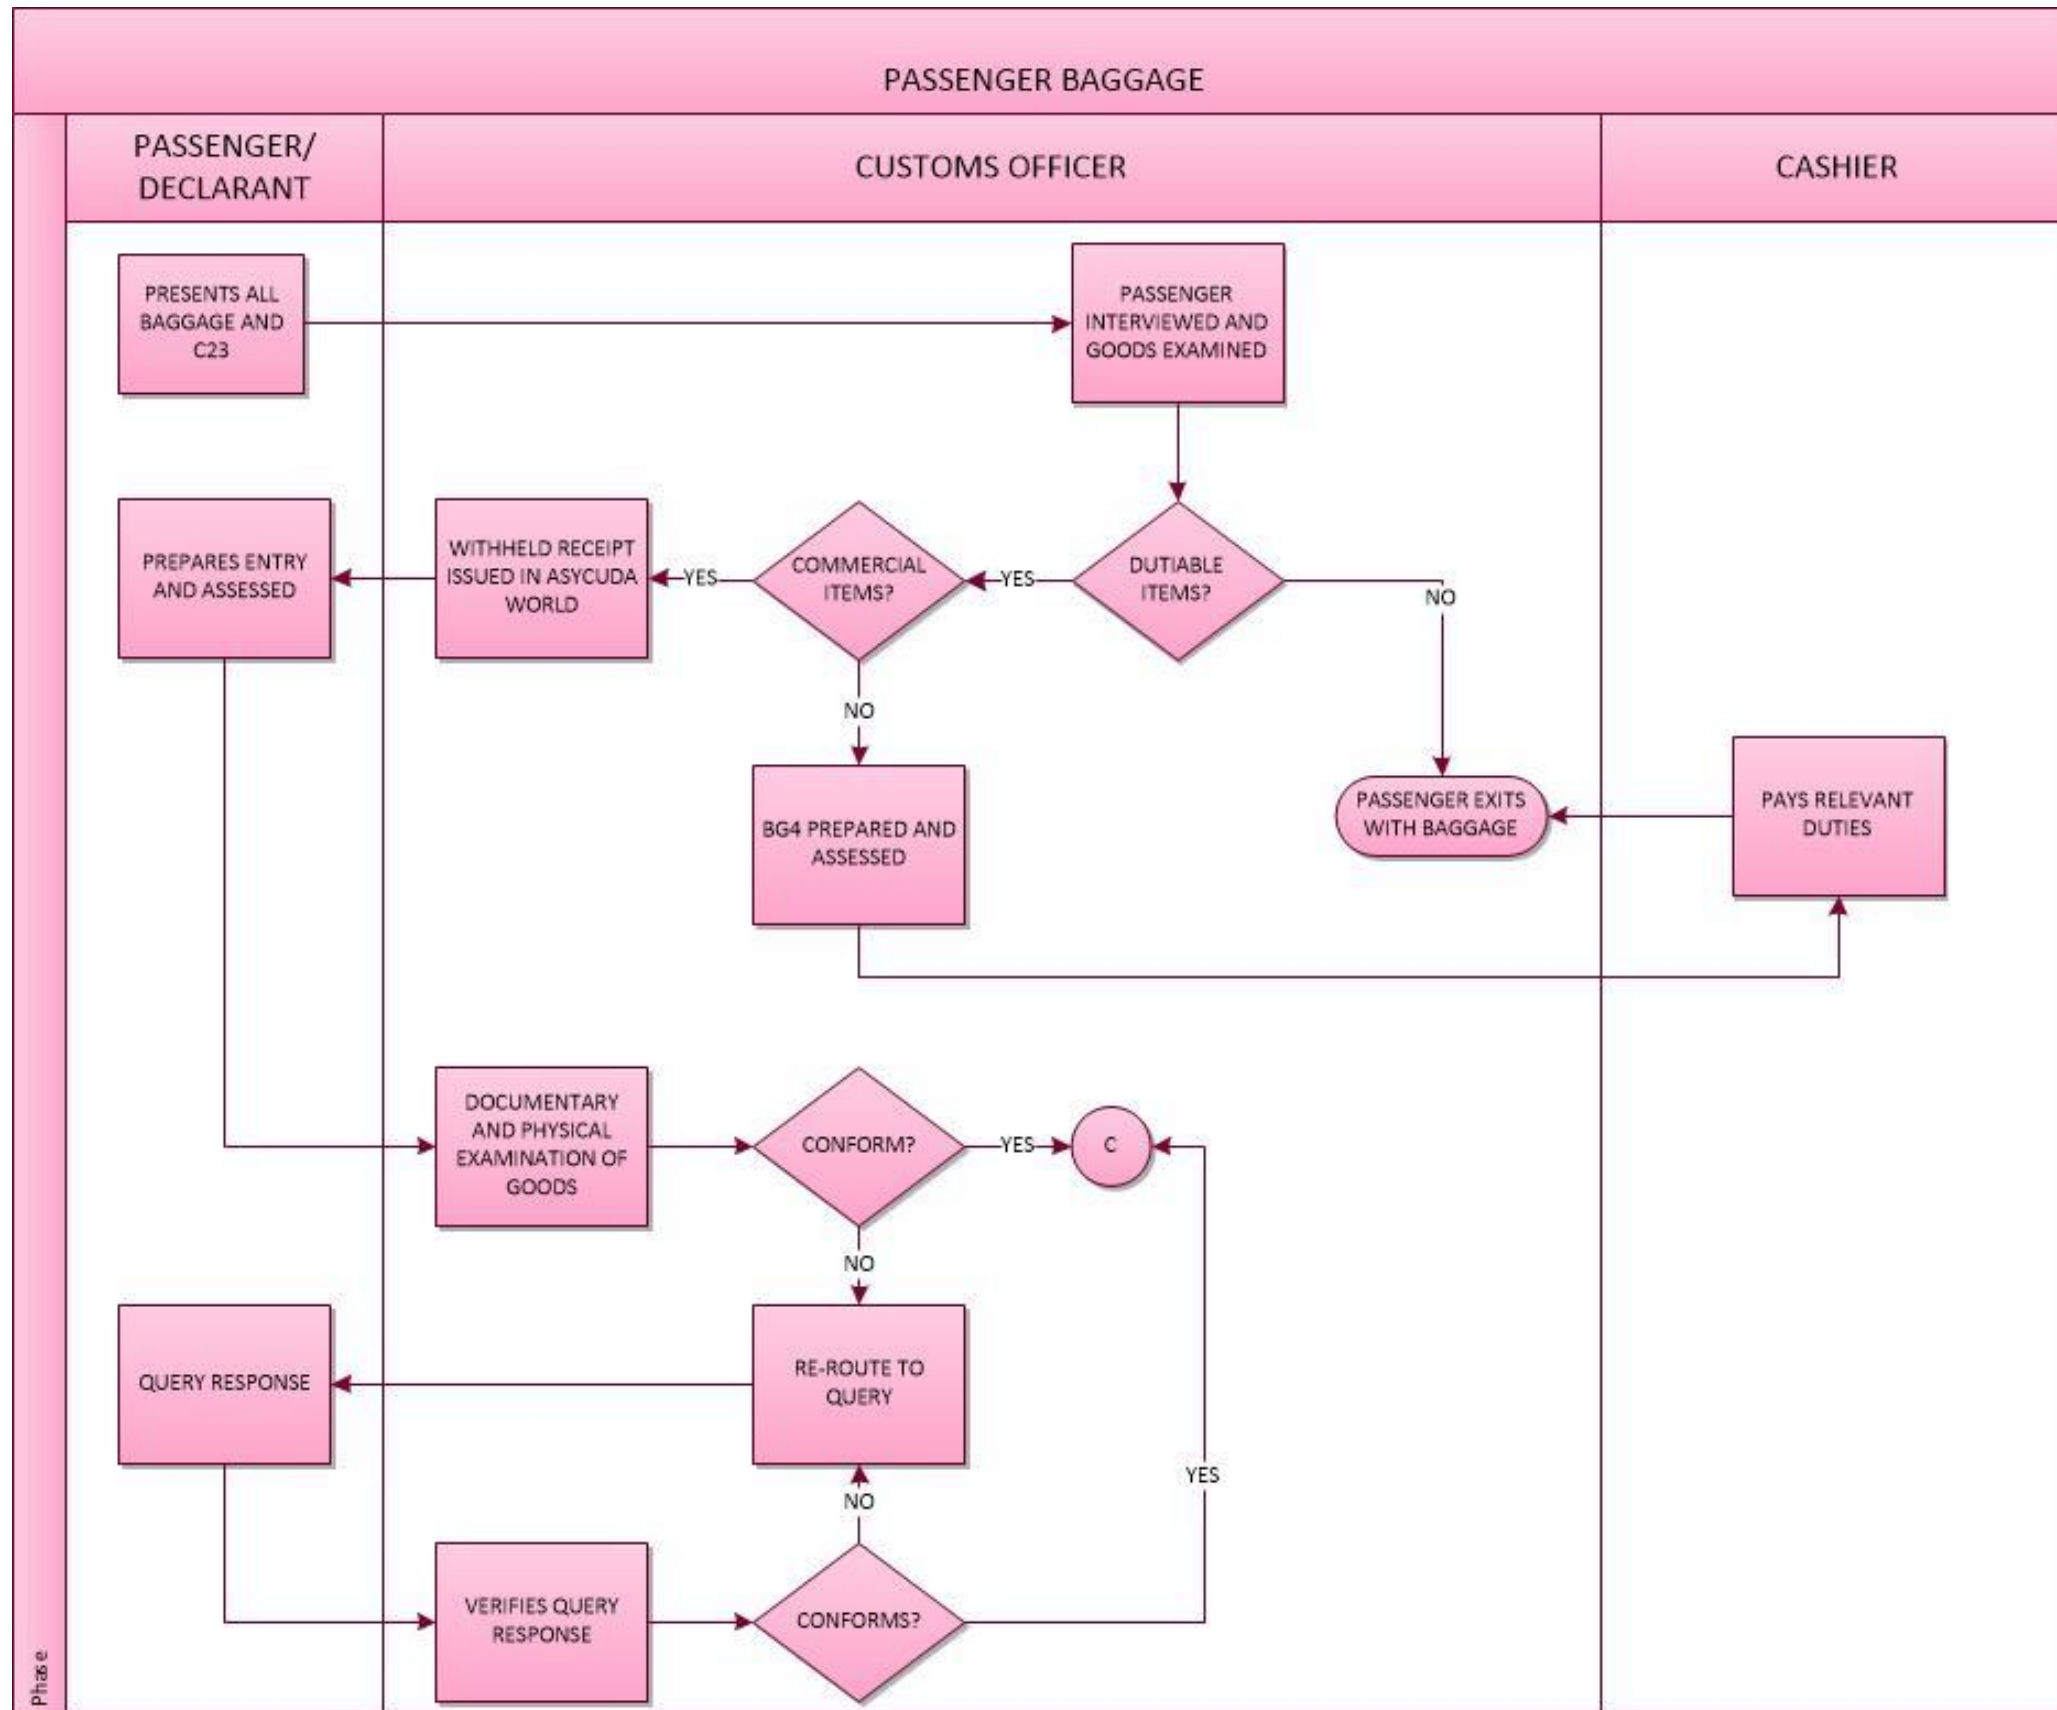 PASSENGER BAGGAGE
PASSENGER/
DECLARANT
CUSTOMS OFFICER
CASHIER
PRESENTS ALL
BAGGAGE AND
C23
PASSENGER
INTERVIEWED AND
GOODS EXAMINED
PREPARES ENTRY
AND ASSESSED
WITHHELD RECEIPT
ISSUED IN ASYCUDA
WORLD
YES
COMMERCIAL
ITEMS?
YES
DUTIABLE
ITEMS?
NO
NO
BG4 PREPARED AND
ASSESSED
PASSENGER EXITS
WITH BAGGAGE
PAYS RELEVANT
DUTIES
DOCUMENTARY
AND PHYSICAL
EXAMINATION OF
GOODS
CONFORM?
YES
C
NO
QUERY RESPONSE
RE-ROUTE TO
QUERY
YES
NO
VERIFIES QUERY
RESPONSE
CONFORMS?
Phase